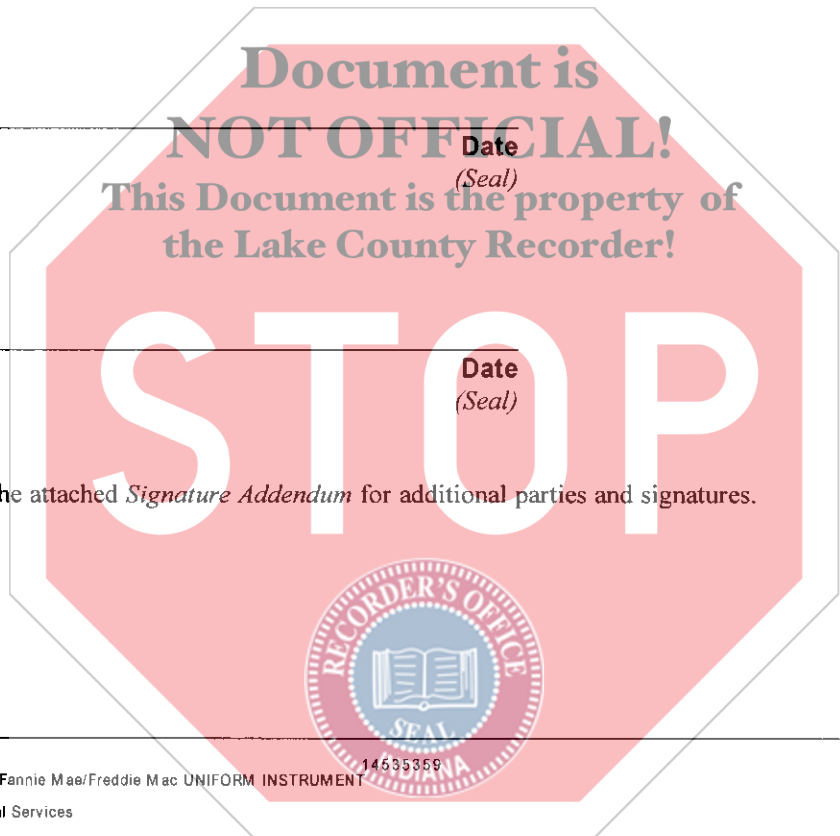 Document is
NOT OFFICIAL!
Date
(Seal)
This Document is the property of
the Lake County Recorder!
STOP
Date
(Seal)
he attached Signature Addendum for additional parties and signatures.
RECORDER'S OFFICE
SEAL
INDIANA
14535359
Fannie Mae/Freddie Mac UNIFORM INSTRUMENT
l Services